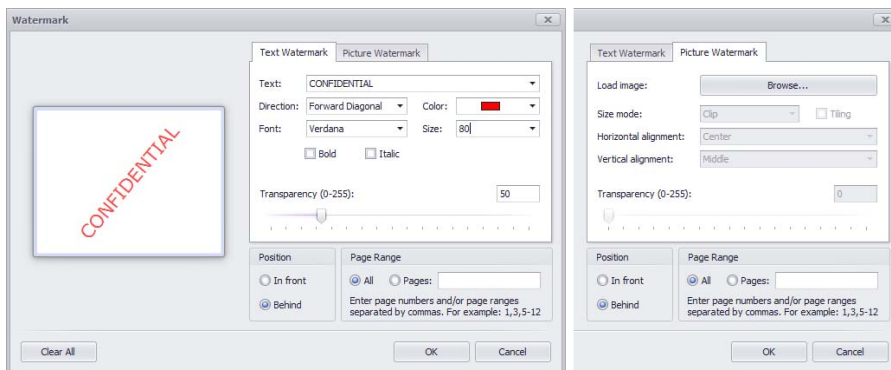 Watermark
Text Watermark Picture Watermark
Text: CONFIDENTIAL
Direction: Forward Diagonal Color:
Font: Verdana Size: 80
Bold Italic
Transparency (0-255): 50
CONFIDENTIAL
Position
In front
Behind
Page Range
All Pages:
Enter page numbers and/or page ranges
separated by commas. For example: 1,3,5-12
Clear All OK Cancel
Text Watermark Picture Watermark
Load image: Browse...
Size mode: Clip Tiling
Horizontal alignment: Center
Vertical alignment: Middle
Transparency (0-255): 0
Position
In front
Behind
Page Range
All Pages:
Enter page numbers and/or page ranges
separated by commas. For example: 1,3,5-12
OK Cancel